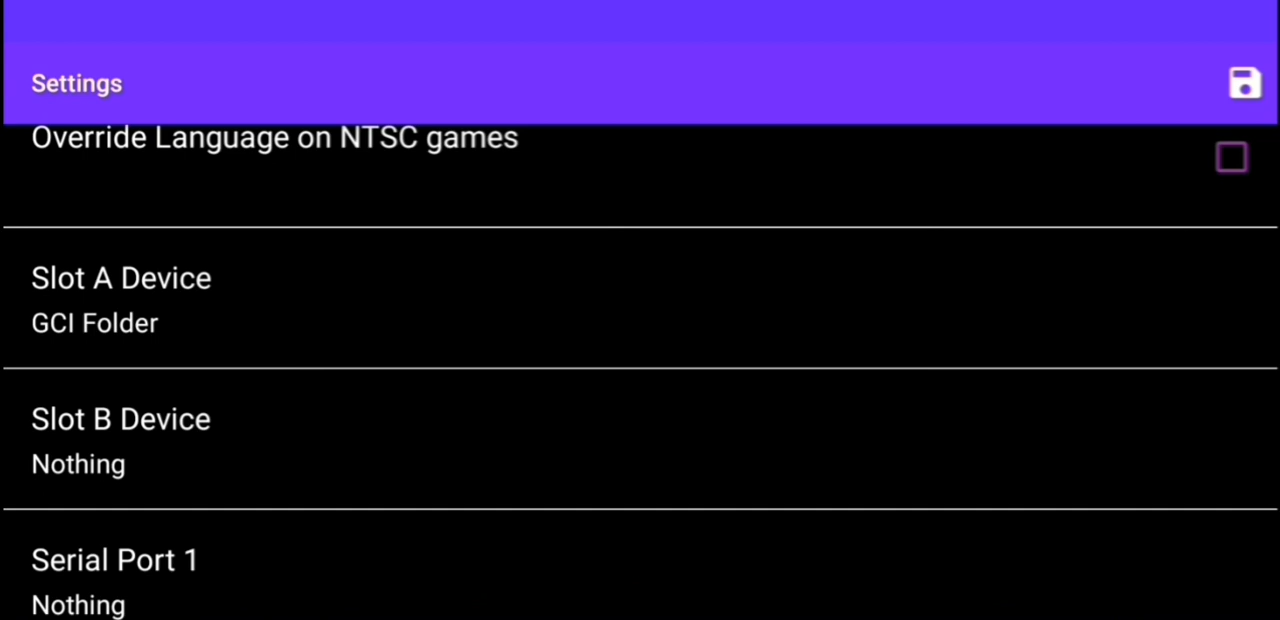 Settings
Override Language on NTSC games
Slot A Device
GCI Folder
Slot B Device
Nothing
Serial Port 1
Nothing